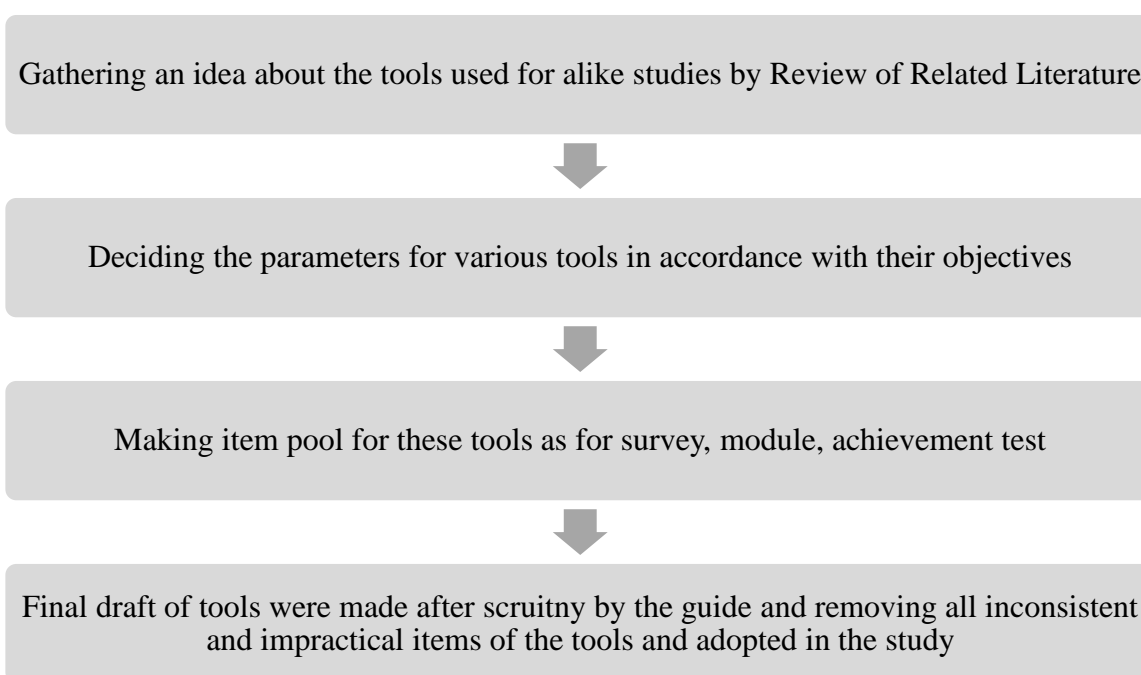 Gathering an idea about the tools used for alike studies by Review of Related Literature
Deciding the parameters for various tools in accordance with their objectives
Making item pool for these tools as for survey, module, achievement test
Final draft of tools were made after scruitny by the guide and removing all inconsistent
and impractical items of the tools and adopted in the study